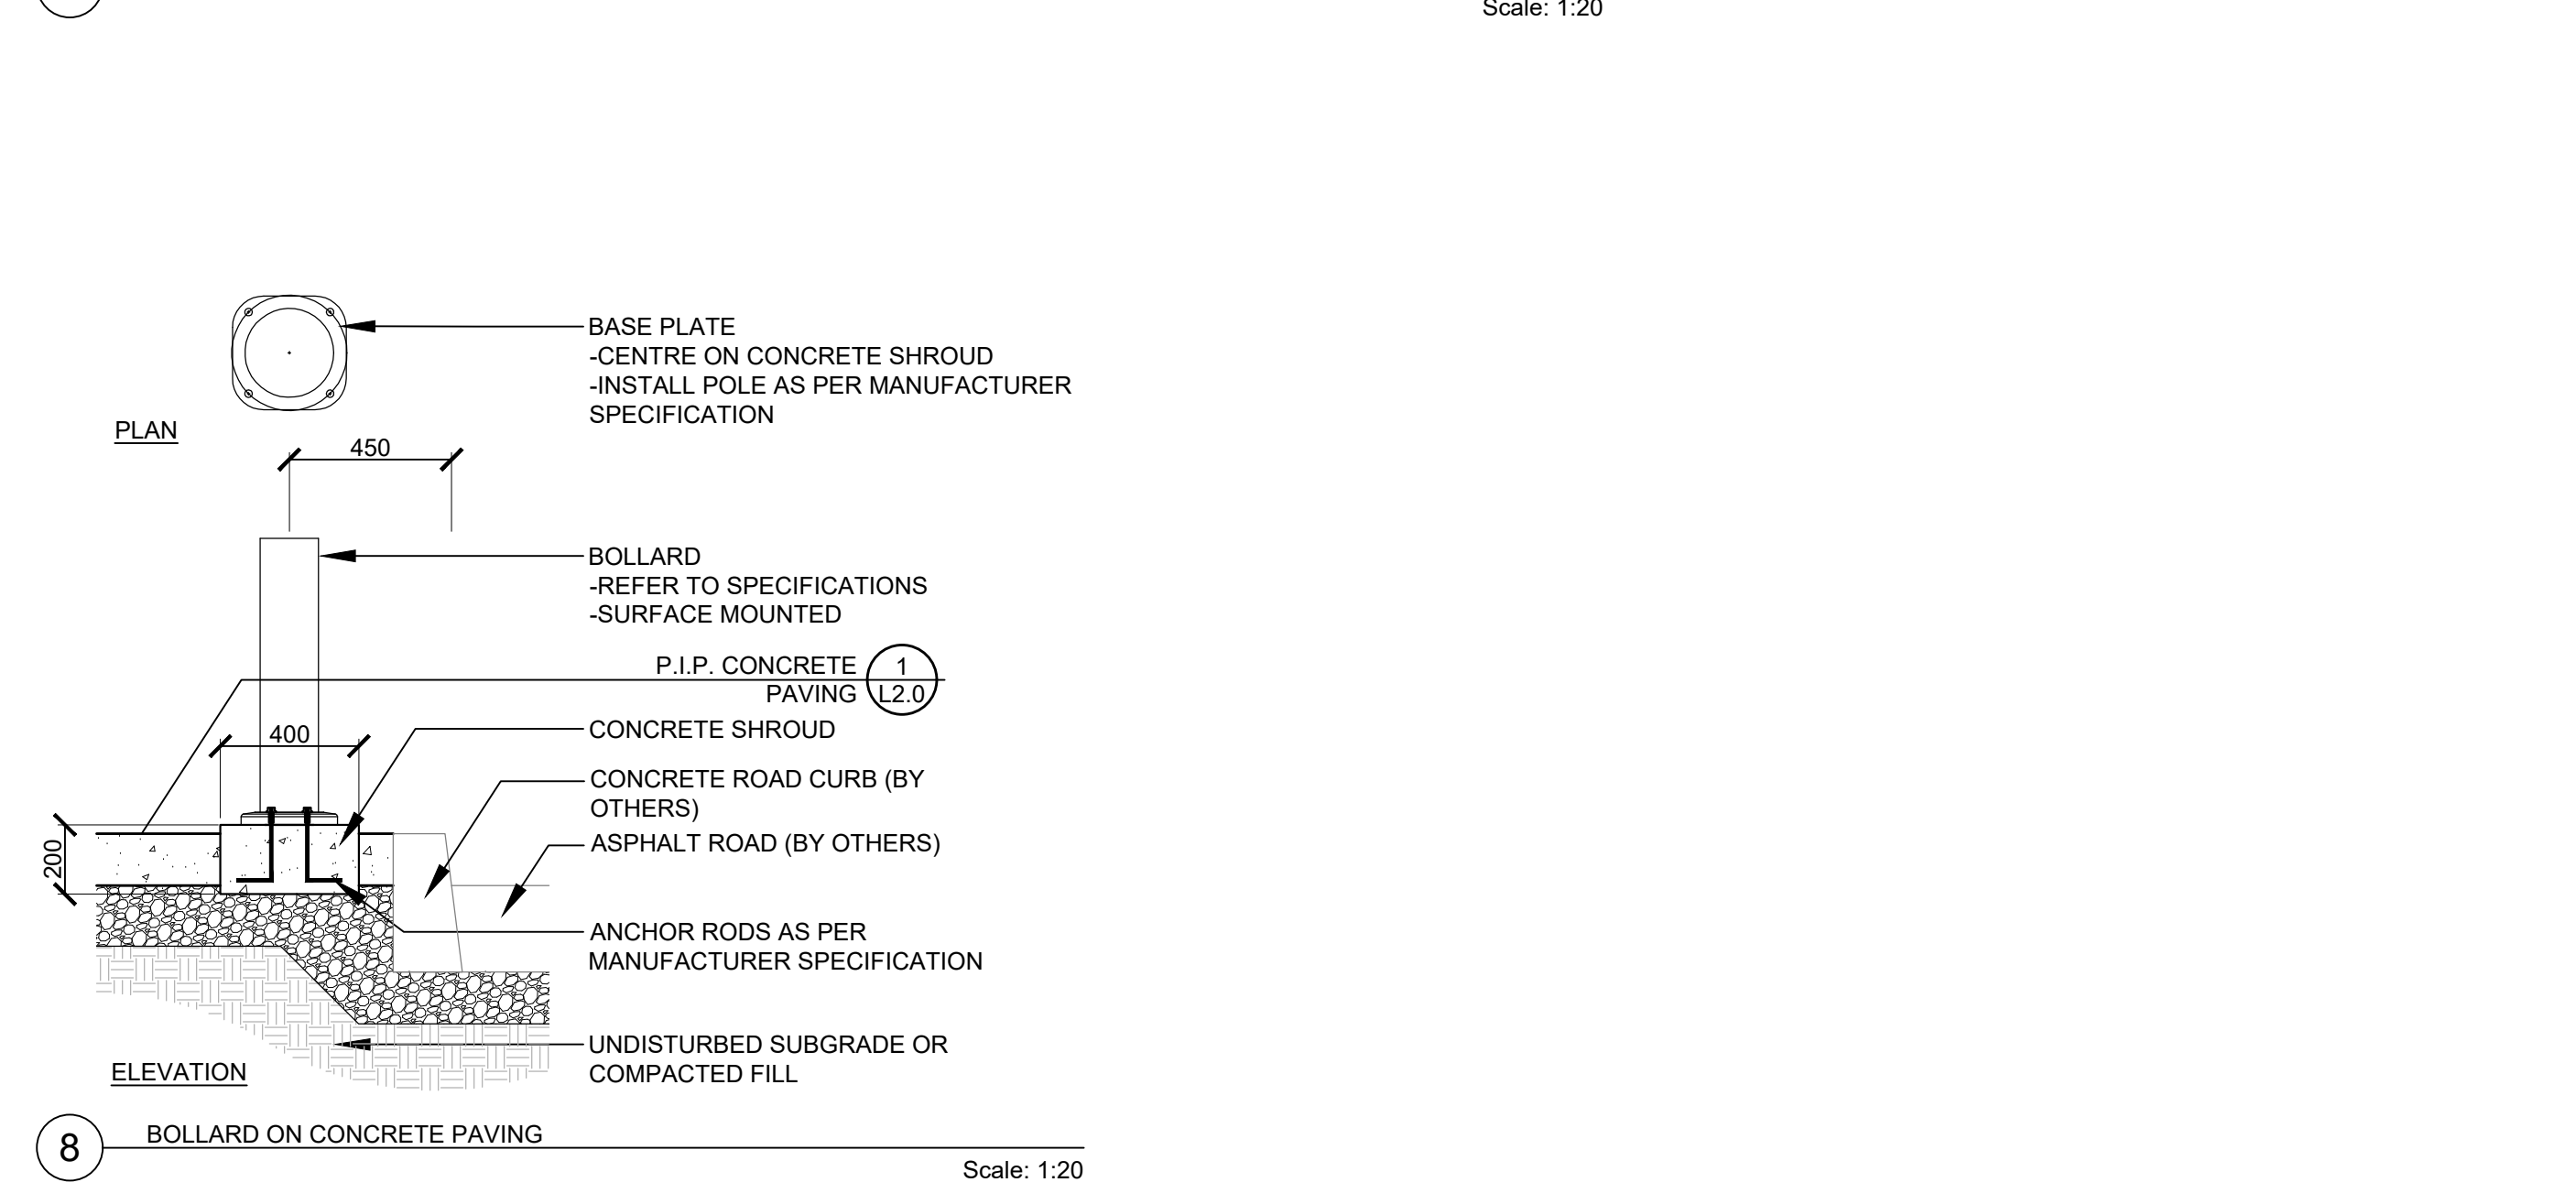 Scale: 1:20
BASE PLATE
-CENTRE ON CONCRETE SHROUD
-INSTALL POLE AS PER MANUFACTURER
SPECIFICATION
PLAN
450
BOLLARD
-REFER TO SPECIFICATIONS
-SURFACE MOUNTED
P.I.P. CONCRETE
PAVING
1
L2.0
CONCRETE SHROUD
400
CONCRETE ROAD CURB (BY
OTHERS)
ASPHALT ROAD (BY OTHERS)
200
ANCHOR RODS AS PER
MANUFACTURER SPECIFICATION
UNDISTURBED SUBGRADE OR
COMPACTED FILL
ELEVATION
8
BOLLARD ON CONCRETE PAVING
Scale: 1:20